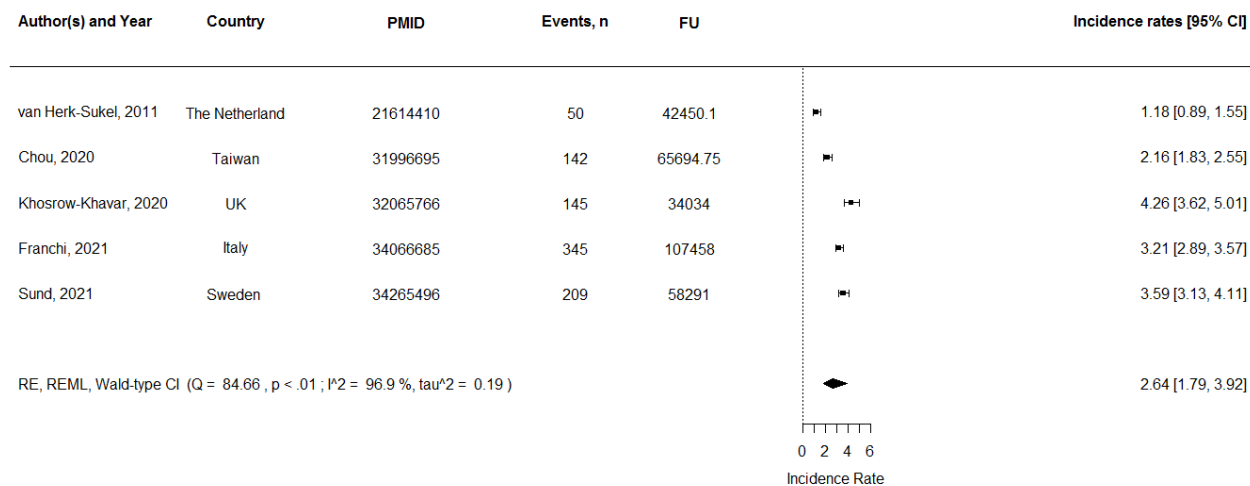 Author(s) and Year Country PMID Events, n FU Incidence rates [95% CI]
van Herk-Sukel, 2011 The Netherland 21614410 50 42450.1 1.18 [0.89, 1.55]
Chou, 2020 Taiwan 31996695 142 65694.75 2.16 [1.83, 2.55]
Khosrow-Khavar, 2020 UK 32065766 145 34034 4.26 [3.62, 5.01]
Franchi, 2021 Italy 34066685 345 107458 3.21 [2.89, 3.57]
Sund, 2021 Sweden 34265496 209 58291 3.59 [3.13, 4.11]
RE, REML, Wald-type CI (Q = 84.66 , p < .01 ; I^2 = 96.9 %, tau^2 = 0.19 ) 2.64 [1.79, 3.92]
0 2 4 6
Incidence Rate